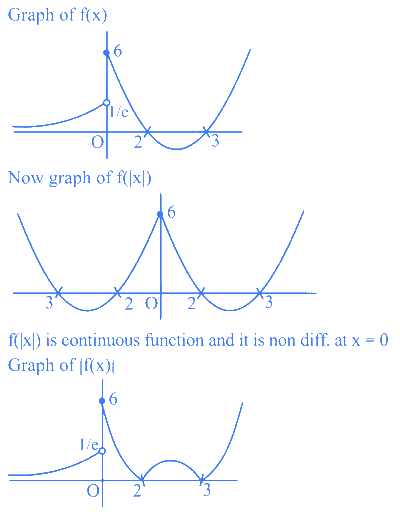 Graph of f(x)
6
1/e
O 2 3
Now graph of f(|x|)
6
3 2 O 2 3
f(|x|) is continuous function and it is non diff. at x = 0
Graph of |f(x)|
6
1/e
O 2 3